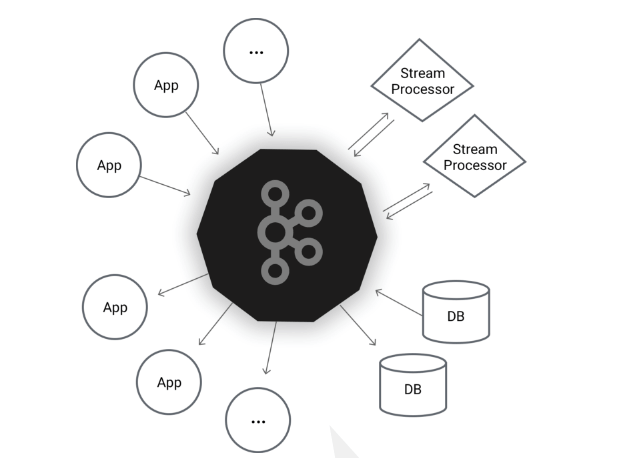 ...
App
App
Stream
Processor
Stream
Processor
App
App
...
DB
DB